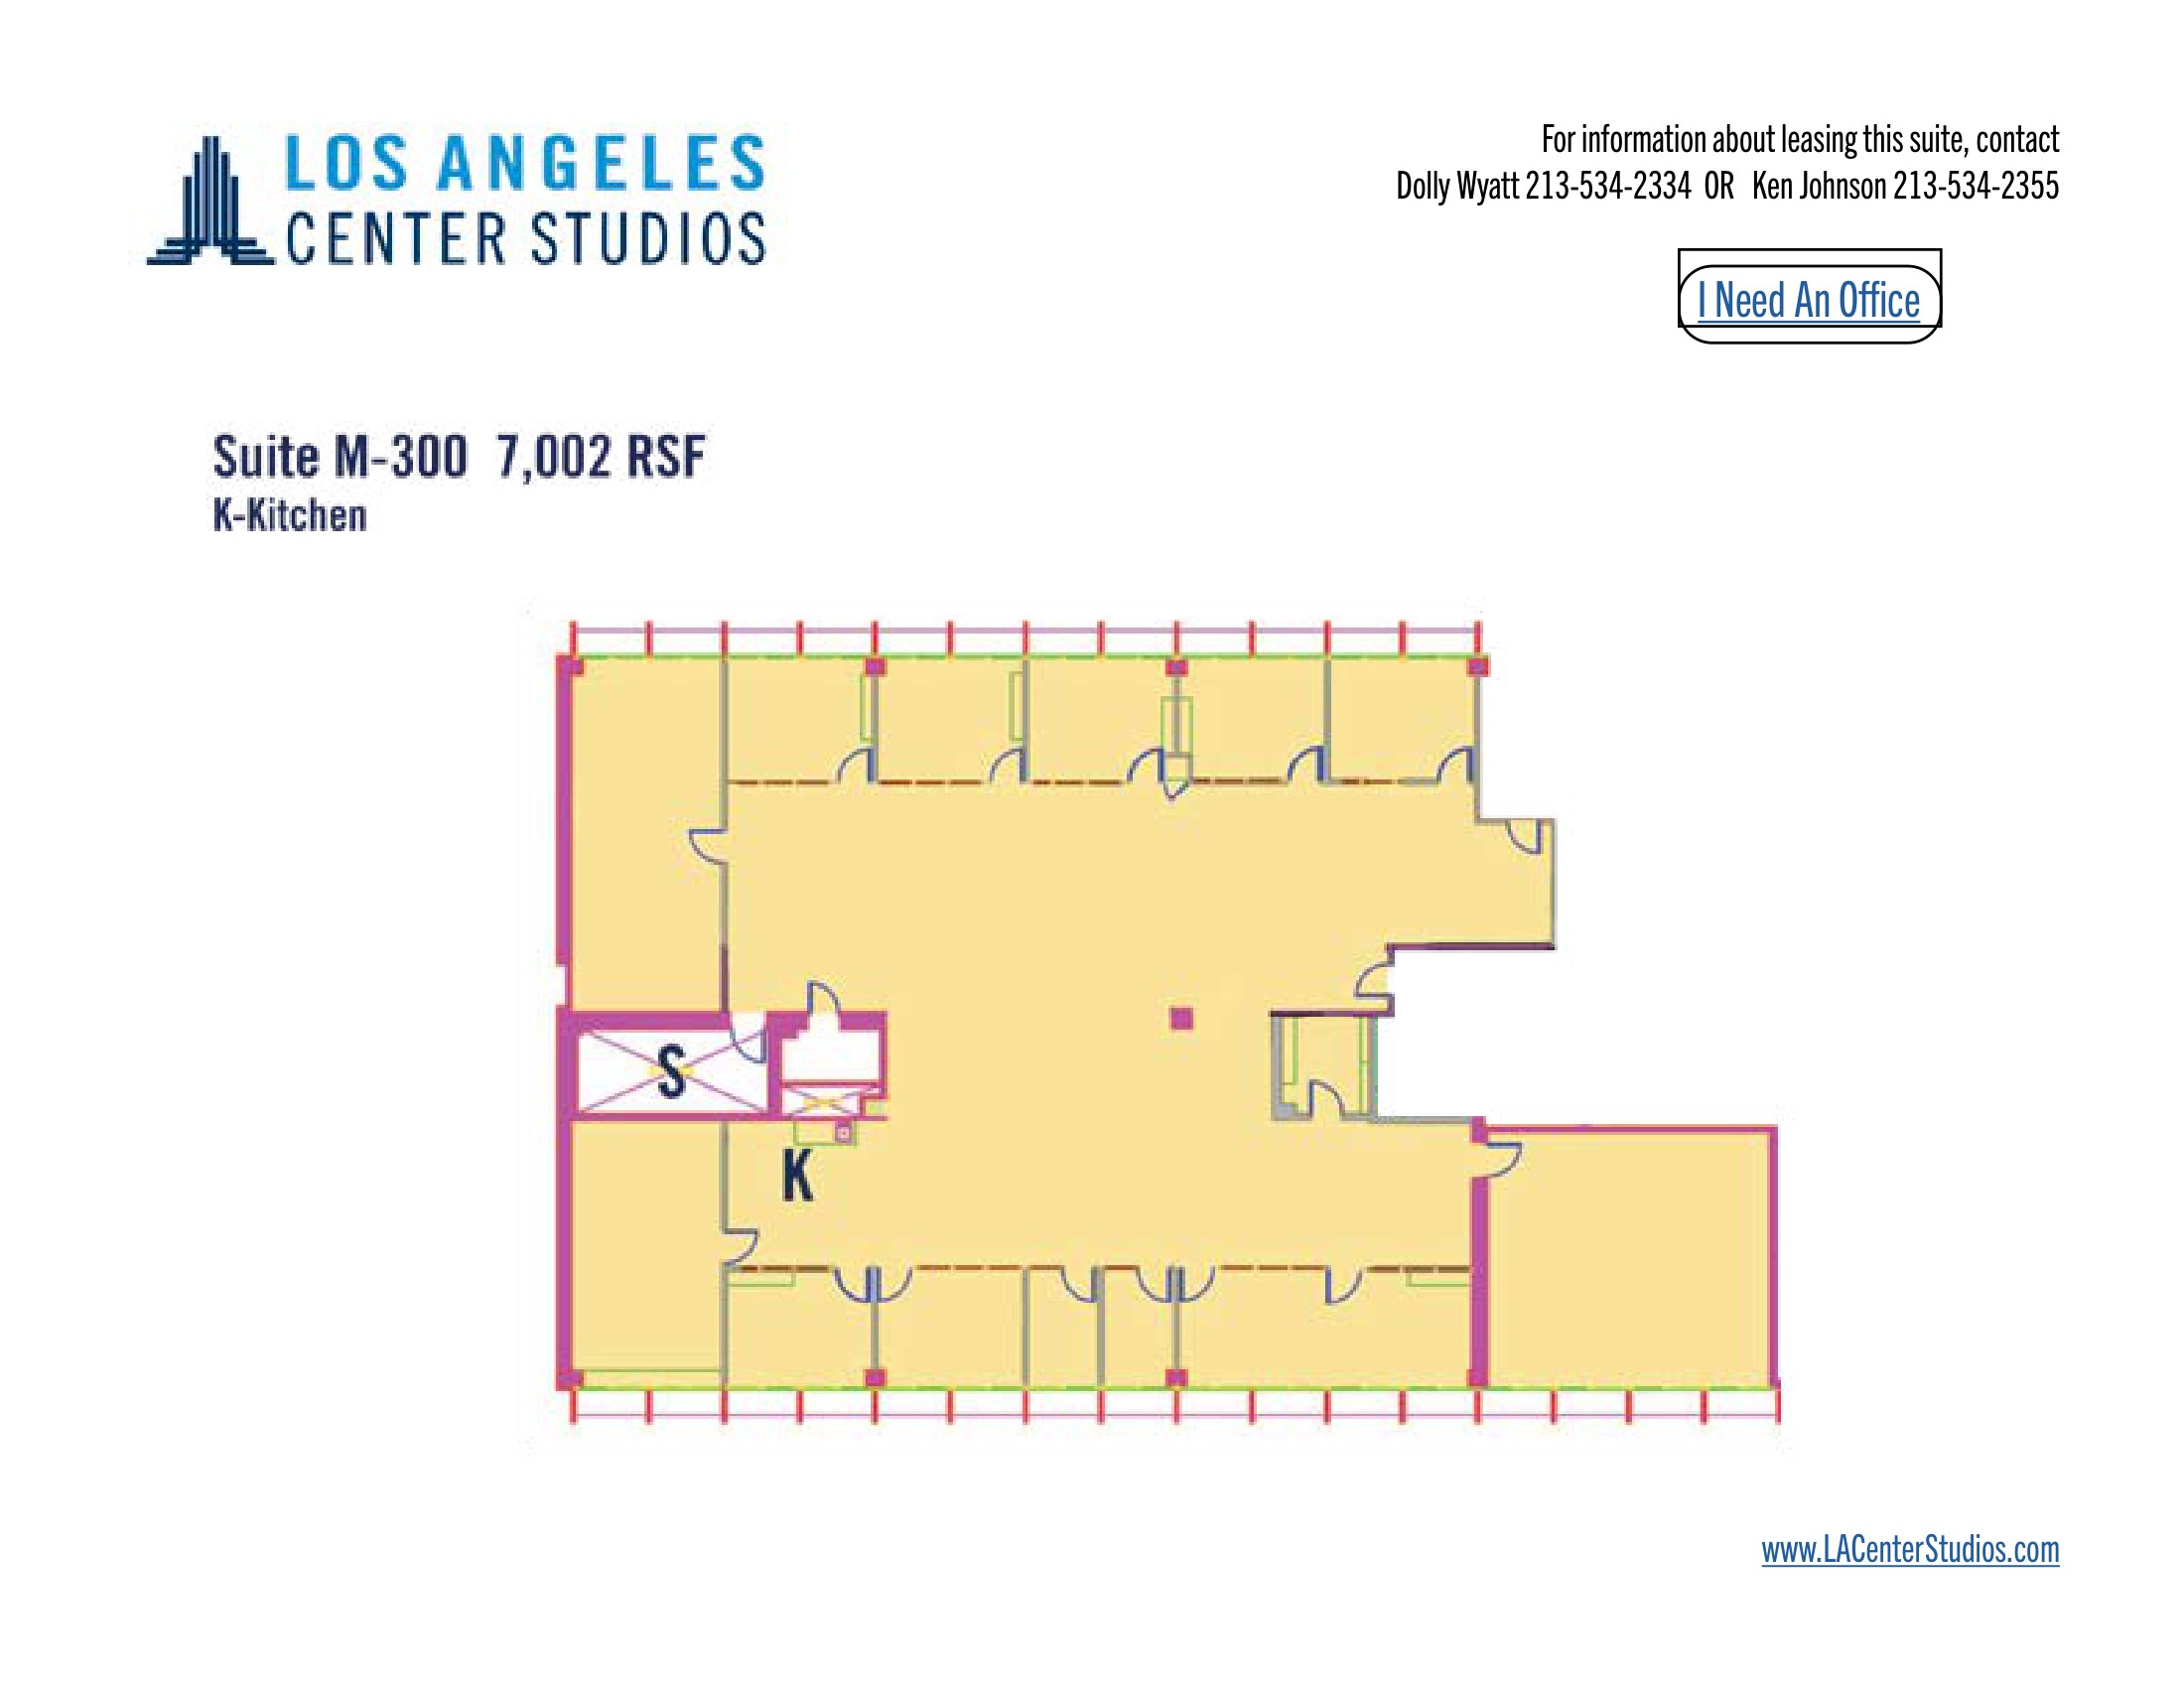 LOS ANGELES
CENTER STUDIOS
For information about leasing this suite, contact
Dolly Wyatt 213-534-2334 OR Ken Johnson 213-534-2355
I Need An Office
Suite M-300 7,002 RSF
K-Kitchen
S
K
www.LACenterStudios.com